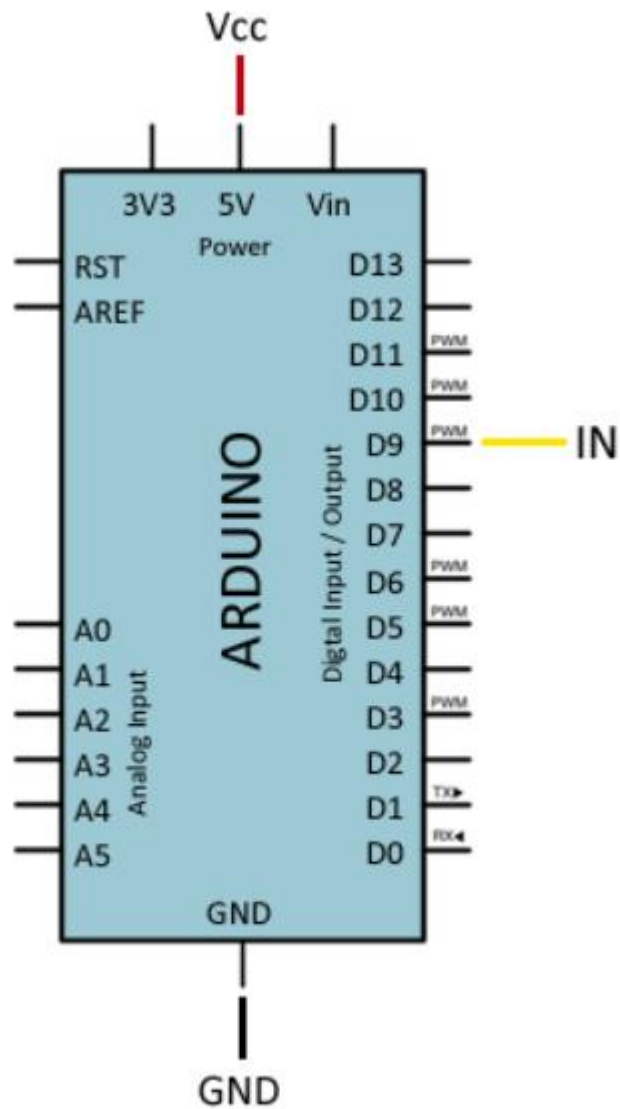 Vcc
3V3 5V Vin
Power
RST D13
AREF D12
D11 PWM
D10 PWM
D9 PWM IN
D8
D7
D6 PWM
A0 D5 PWM
A1 D4
A2 D3 PWM
A3 D2
A4 D1 TX▶
A5 D0 RX◀
ARDUINO
Digtal Input / Output
Analog Input
GND
GND